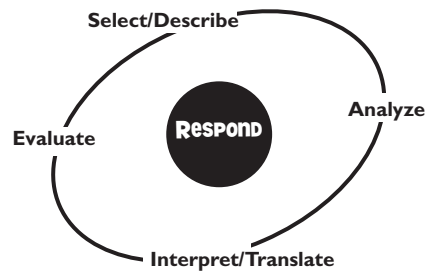 Select/Describe
Analyze
Respond
Evaluate
Interpret/Translate